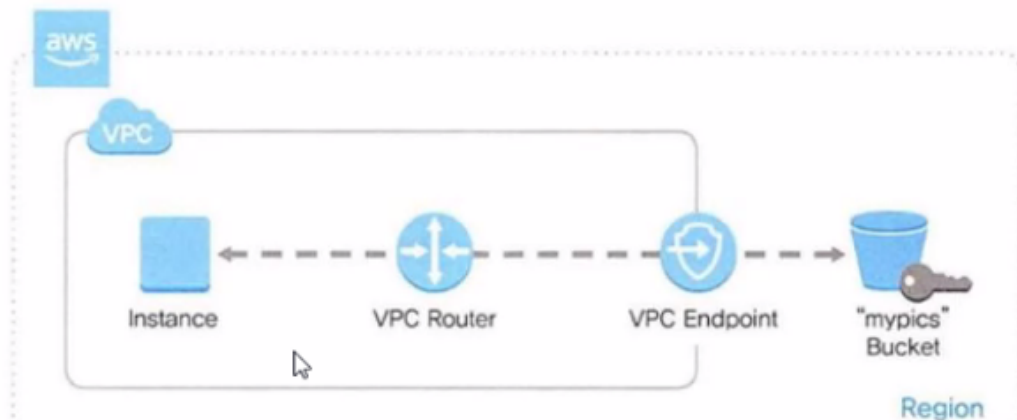 aws
VPC
Instance
VPC Router
VPC Endpoint
"mypics"
Bucket
Region